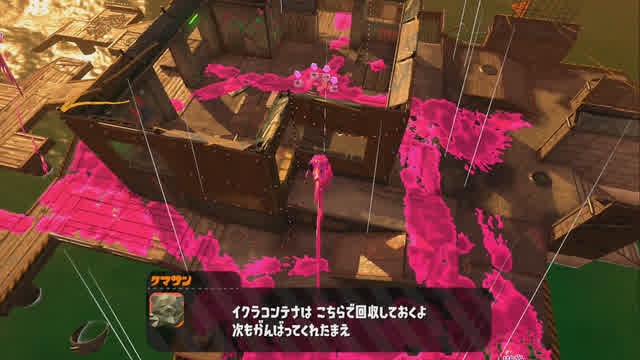 クマサン
イクラコンテナは こちらで回収しておくよ
次もがんばってくれたまえ